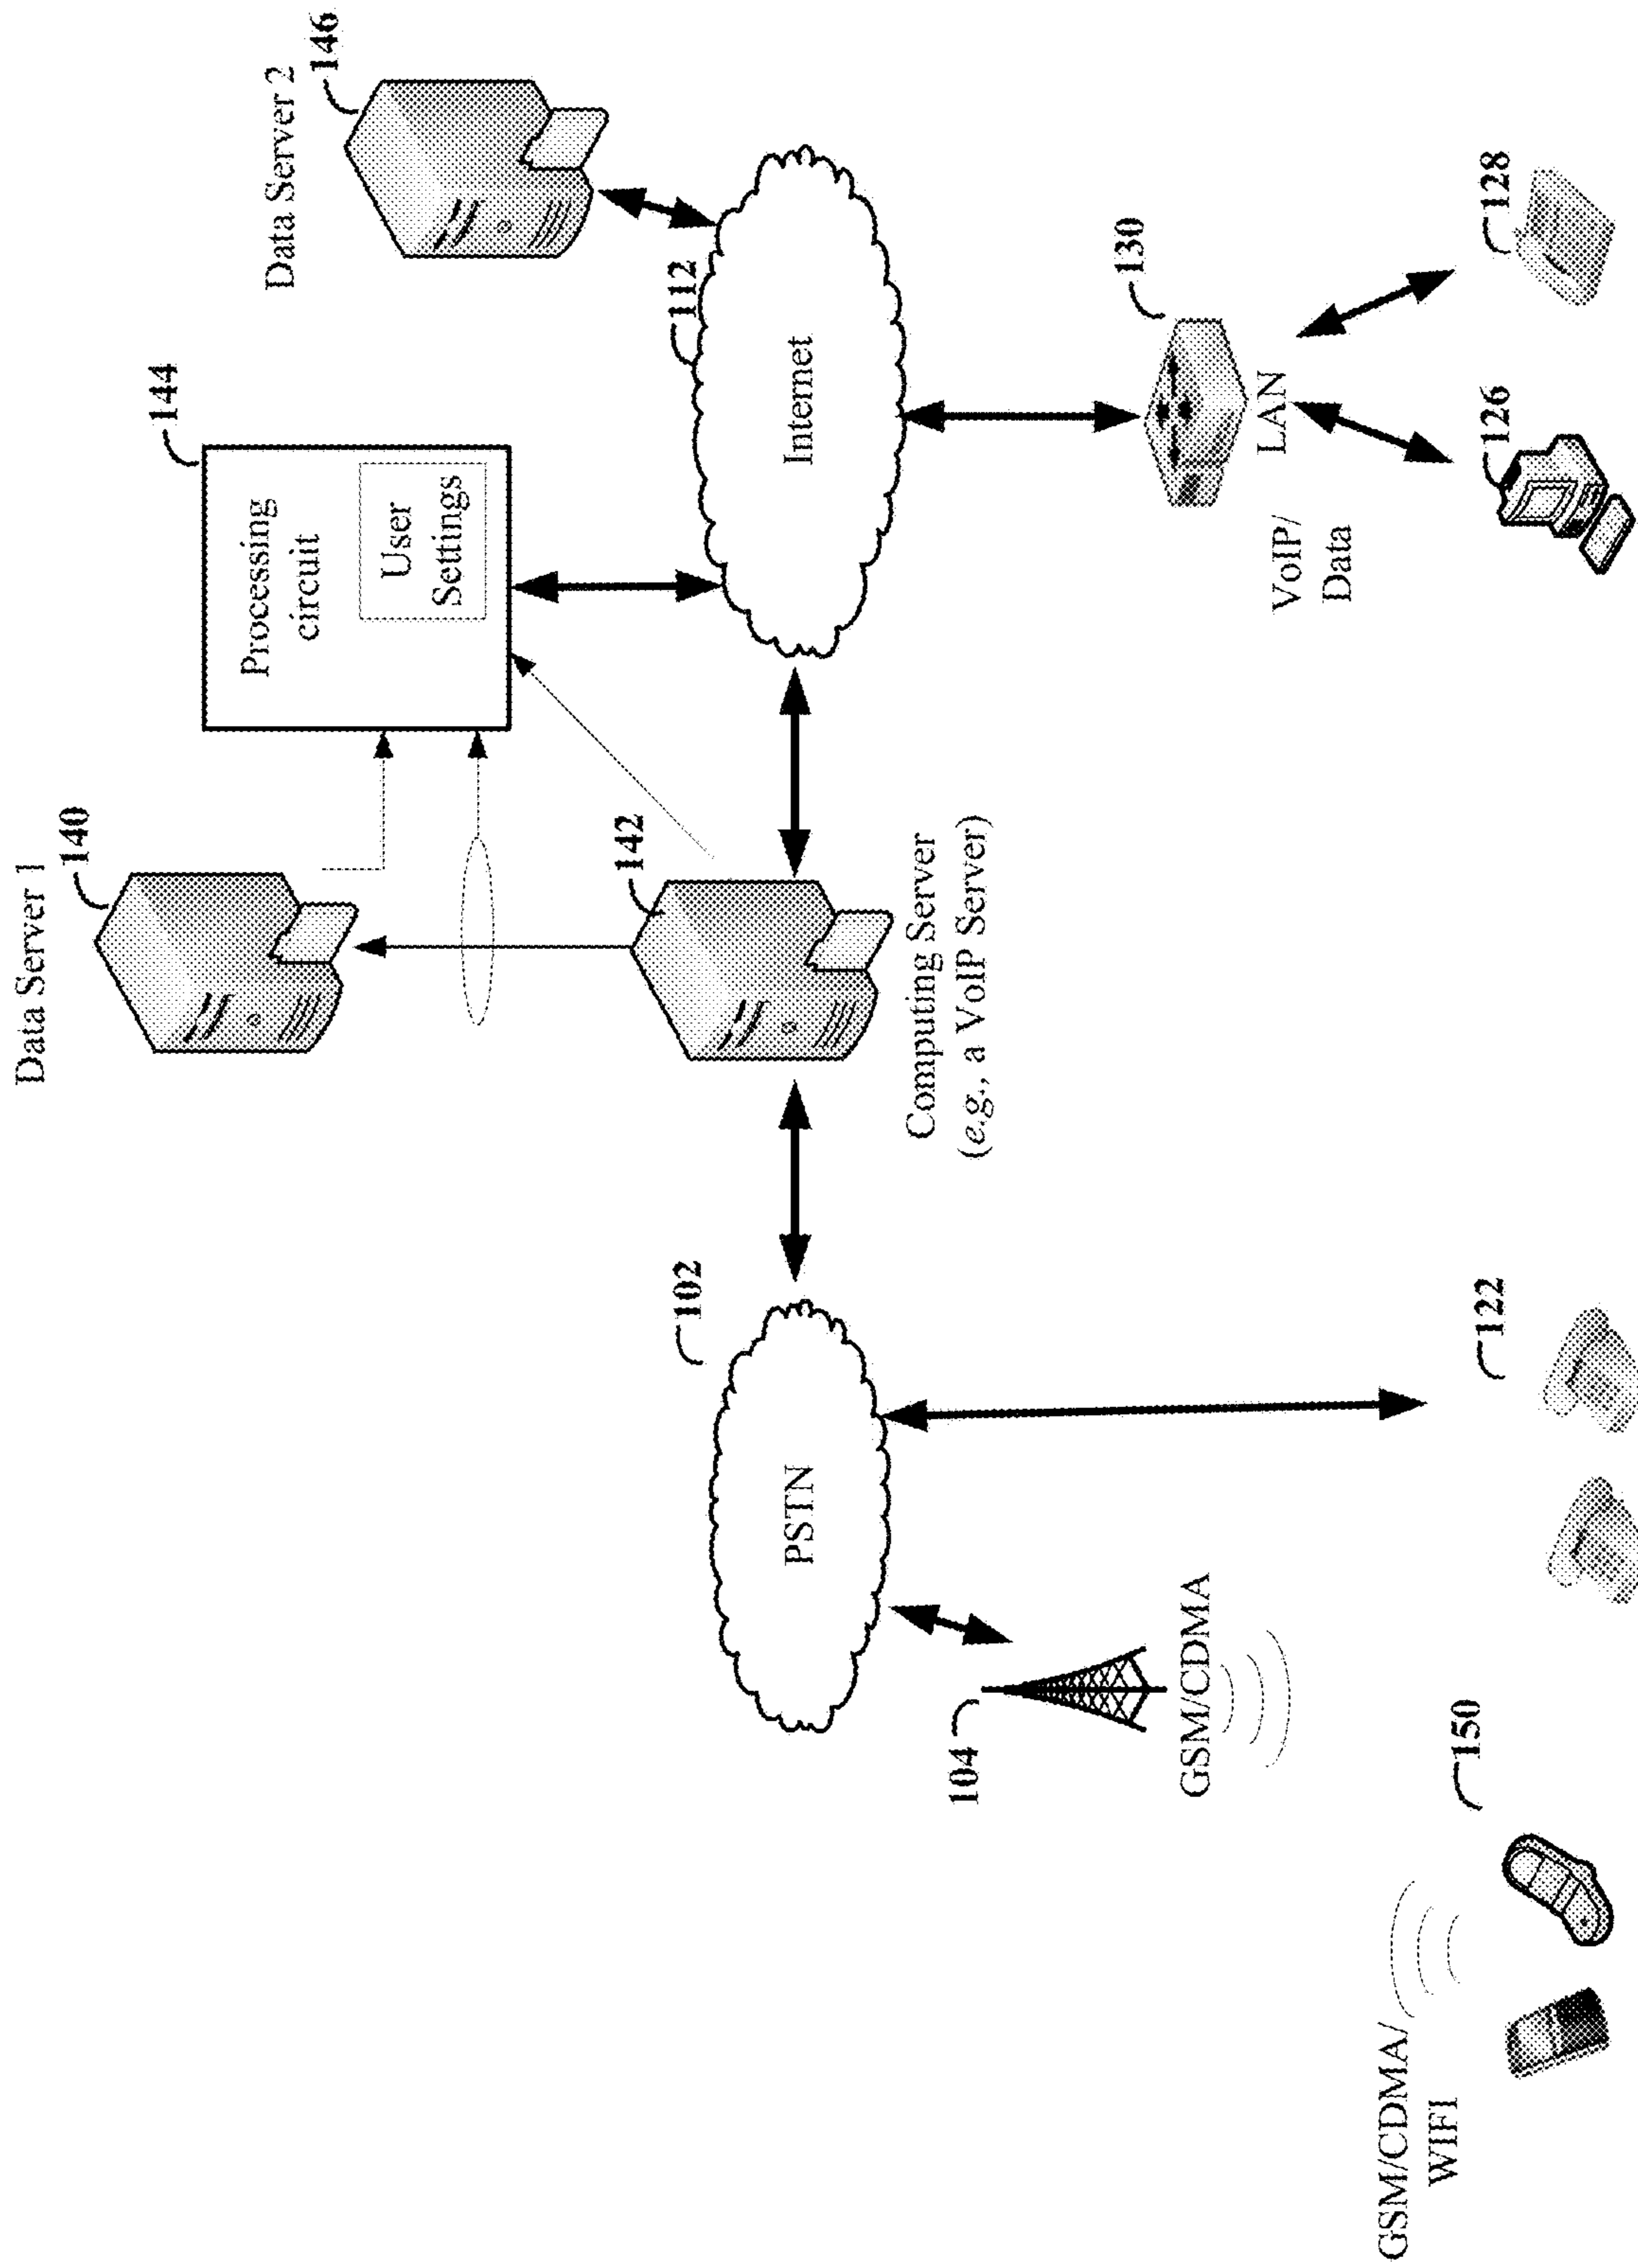 Data Server 1
140
144
Processing
circuit
User
Settings
Data Server 2
146
142
Computing Server
(e.g., a VoIP Server)
112
Internet
102
PSTN
104
GSM/CDMA
130
LAN
VoIP/
Data
GSM/CDMA/
WIFI
150
122
126
128